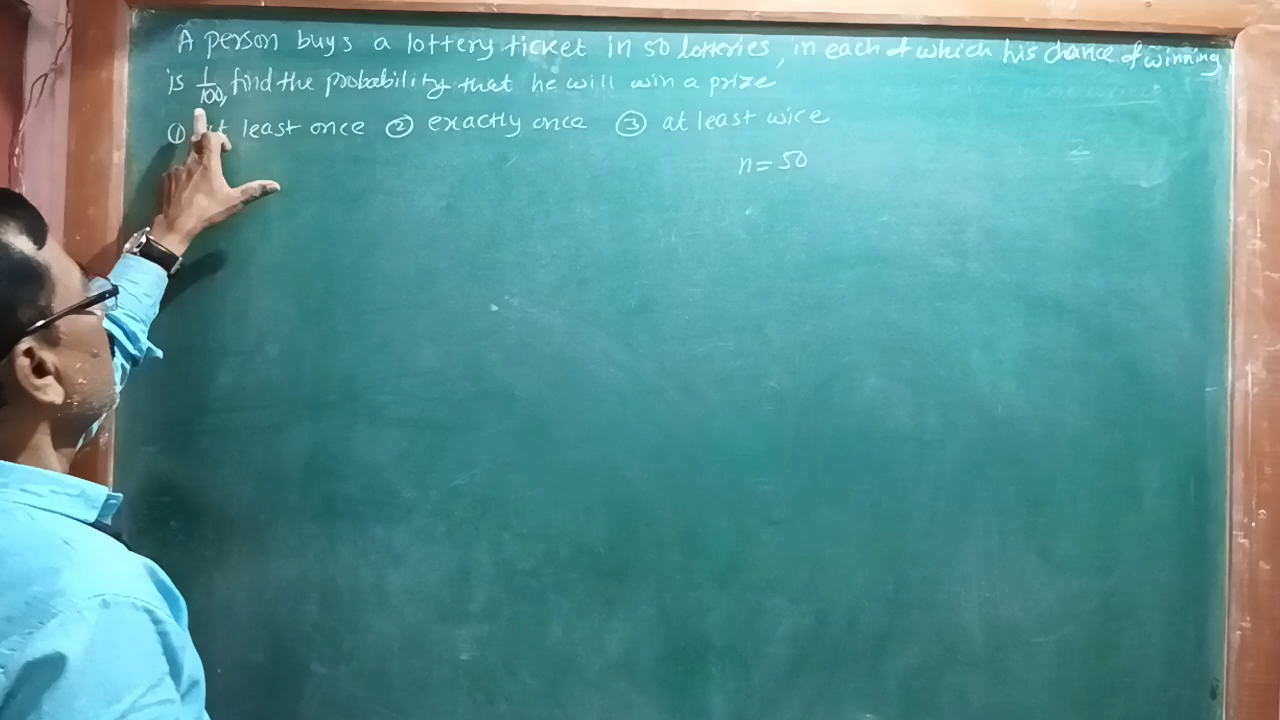 A person buys a lottery ticket in 50 lotteries, in each of which his chance of winning
is 1/100, find the probability that he will win a prize
① at least once ② exactly once ③ at least wice
n = 50